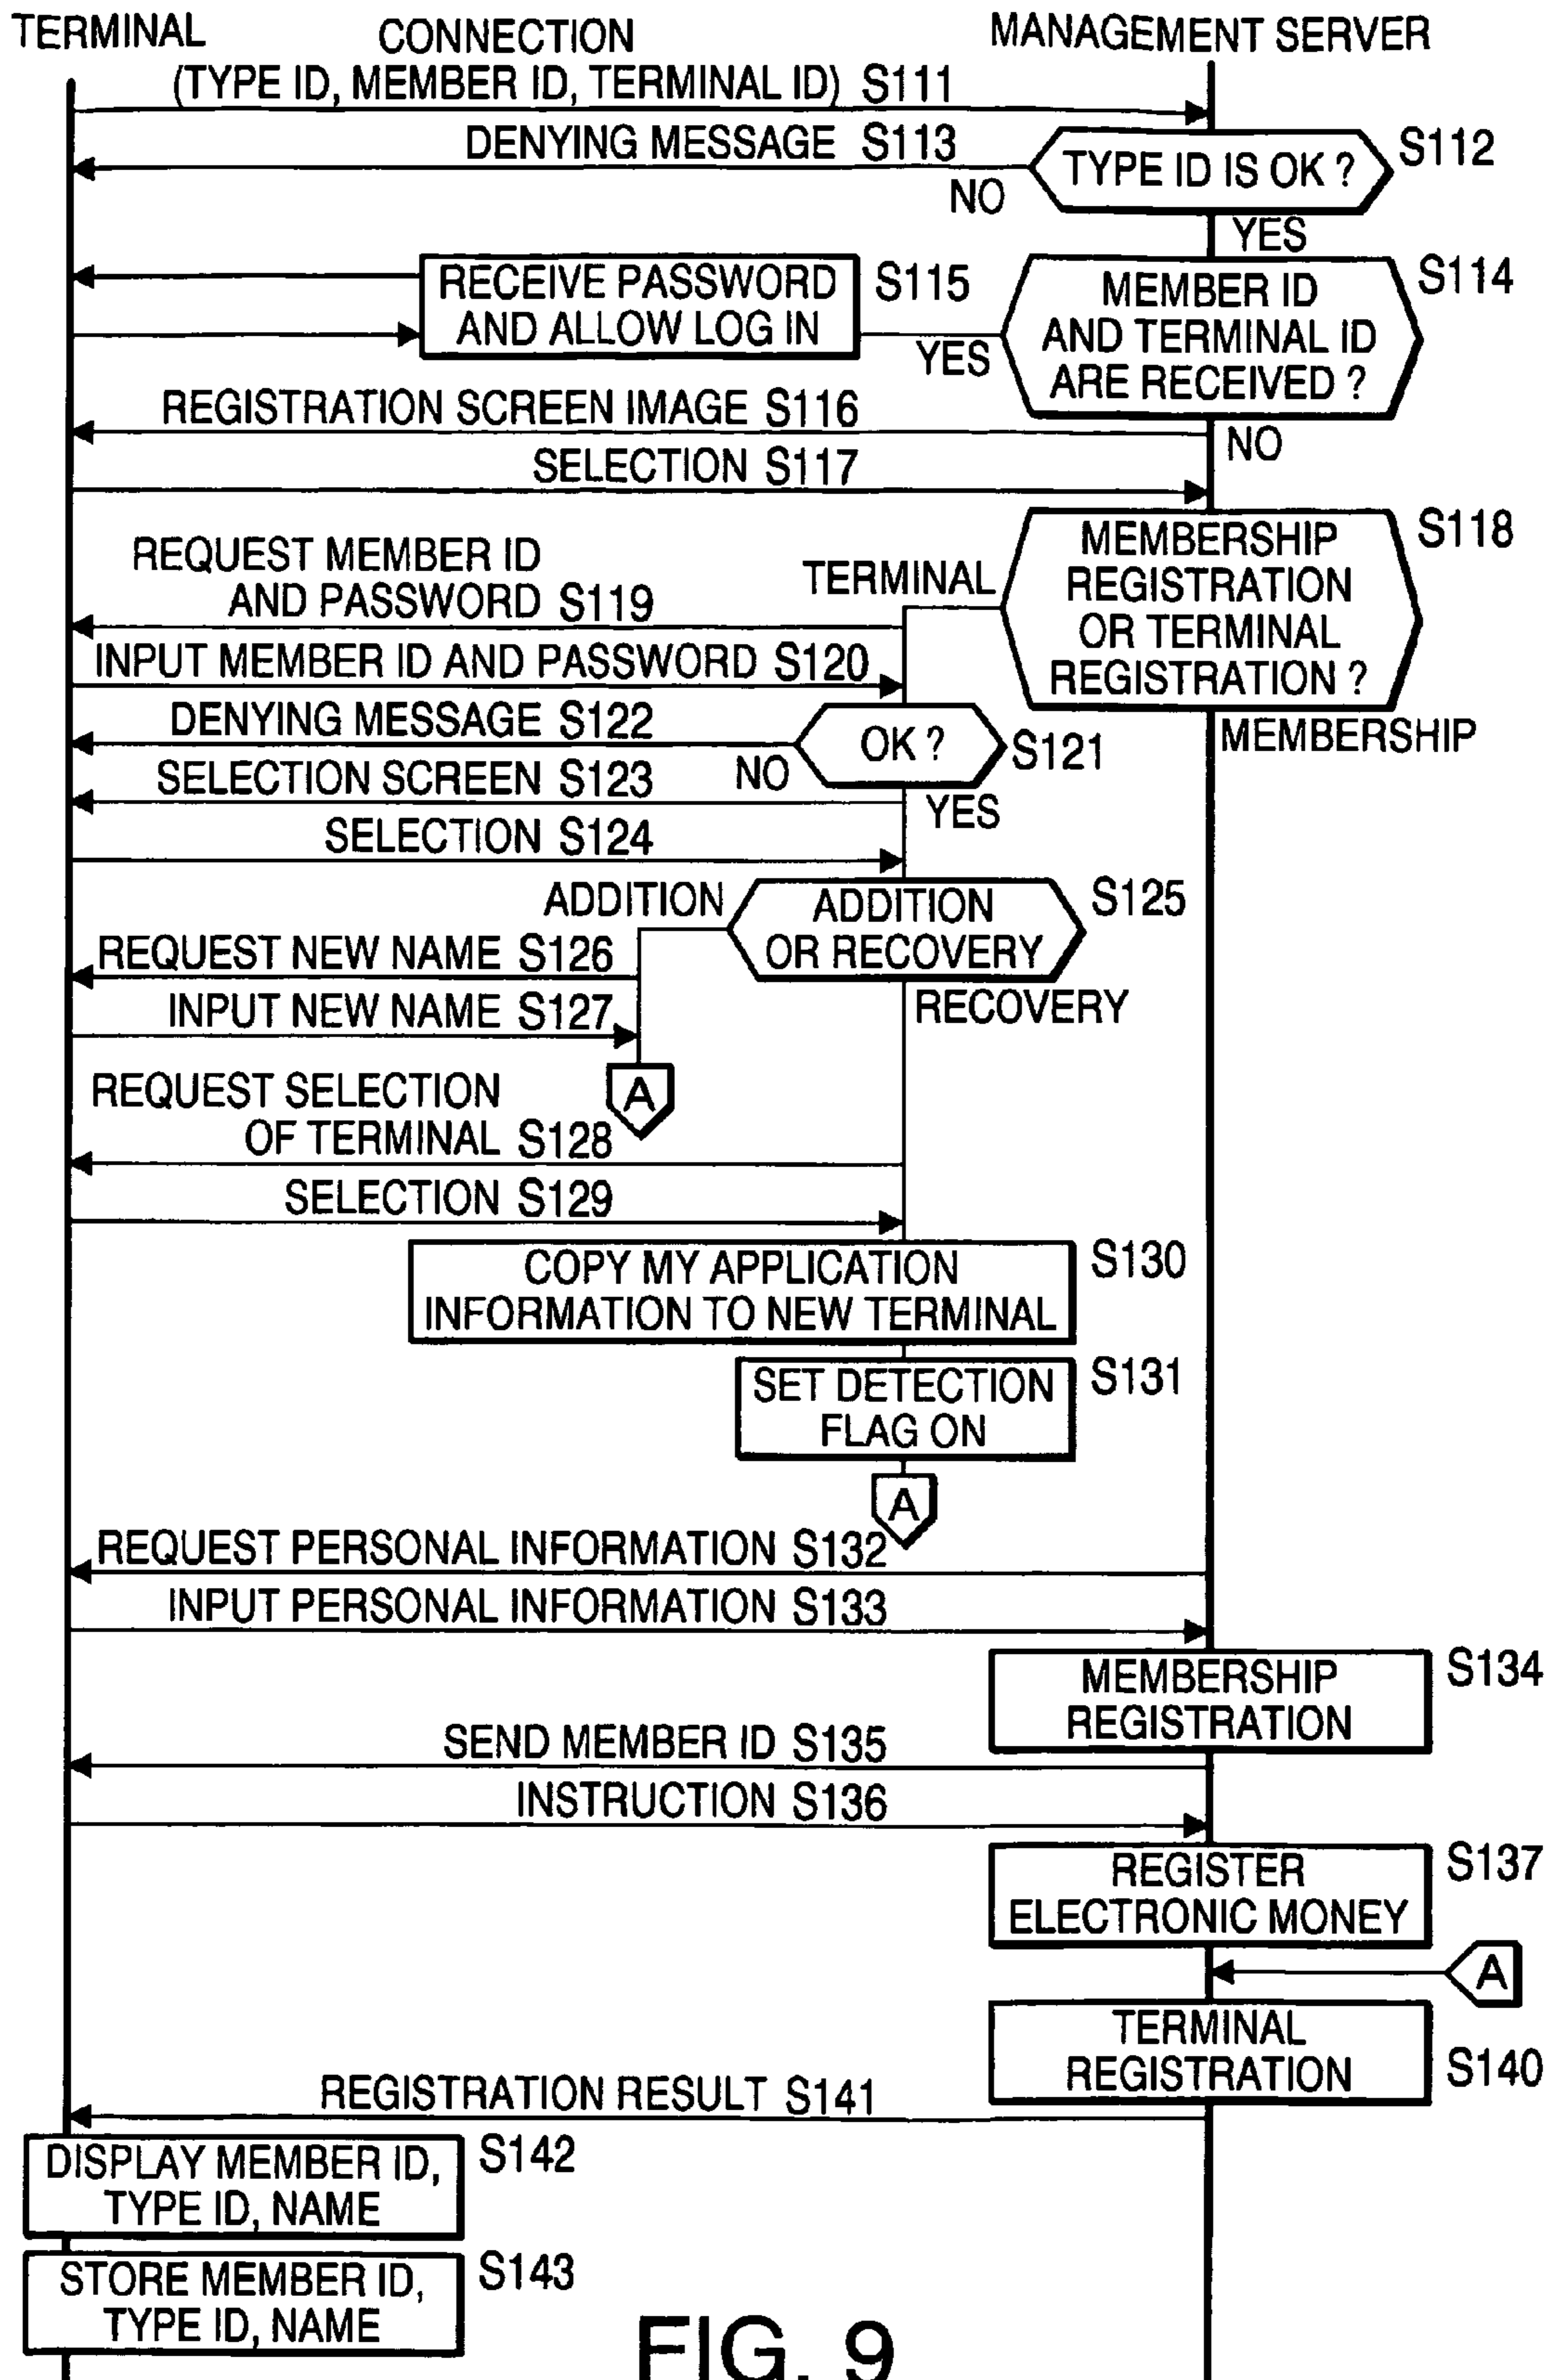 TERMINAL
CONNECTION
MANAGEMENT SERVER
(TYPE ID, MEMBER ID, TERMINAL ID) S111
DENYING MESSAGE S113
TYPE ID IS OK ?
S112
NO
YES
RECEIVE PASSWORD
AND ALLOW LOG IN
S115
YES
MEMBER ID
AND TERMINAL ID
ARE RECEIVED ?
S114
REGISTRATION SCREEN IMAGE S116
NO
SELECTION S117
MEMBERSHIP
REGISTRATION
OR TERMINAL
REGISTRATION ?
S118
TERMINAL
REQUEST MEMBER ID
AND PASSWORD S119
INPUT MEMBER ID AND PASSWORD S120
MEMBERSHIP
DENYING MESSAGE S122
OK ?
S121
NO
SELECTION SCREEN S123
YES
SELECTION S124
ADDITION
ADDITION
OR RECOVERY
S125
REQUEST NEW NAME S126
RECOVERY
INPUT NEW NAME S127
A
REQUEST SELECTION
OF TERMINAL S128
SELECTION S129
COPY MY APPLICATION
INFORMATION TO NEW TERMINAL
S130
SET DETECTION
FLAG ON
S131
A
REQUEST PERSONAL INFORMATION S132
INPUT PERSONAL INFORMATION S133
MEMBERSHIP
REGISTRATION
S134
SEND MEMBER ID S135
INSTRUCTION S136
REGISTER
ELECTRONIC MONEY
S137
A
TERMINAL
REGISTRATION
S140
REGISTRATION RESULT S141
DISPLAY MEMBER ID,
TYPE ID, NAME
S142
STORE MEMBER ID,
TYPE ID, NAME
S143
FIG. 9